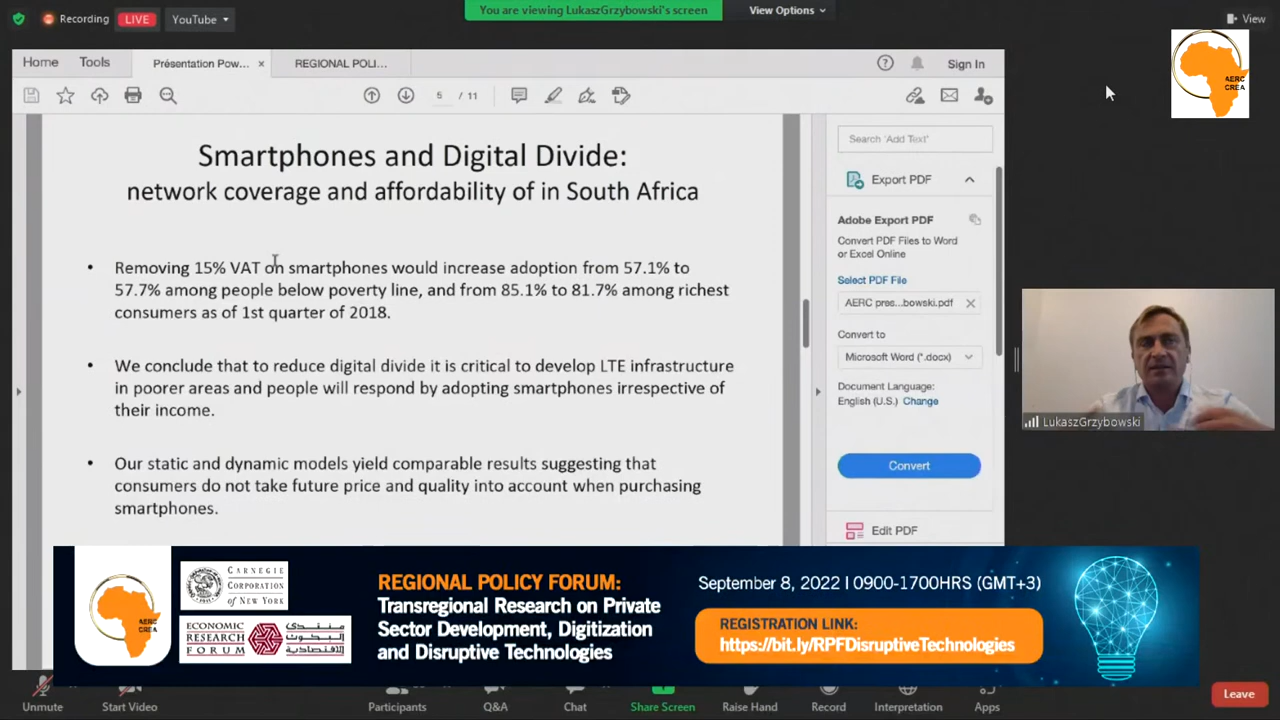 Recording
LIVE
YouTube
You are viewing LukaszGrzybowski's screen
View Options
View
Home
Tools
Présentation Pow...
REGIONAL POLI...
Sign In
AERC
CREA
5 / 11
Smartphones and Digital Divide:
network coverage and affordability of in South Africa
• Removing 15% VAT on smartphones would increase adoption from 57.1% to
57.7% among people below poverty line, and from 85.1% to 81.7% among richest
consumers as of 1st quarter of 2018.
• We conclude that to reduce digital divide it is critical to develop LTE infrastructure
in poorer areas and people will respond by adopting smartphones irrespective of
their income.
• Our static and dynamic models yield comparable results suggesting that
consumers do not take future price and quality into account when purchasing
smartphones.
Search 'Add Text'
Export PDF
Adobe Export PDF
Convert PDF Files to Word
or Excel Online
Select PDF File
AERC pres...bowski.pdf
Convert to
Microsoft Word (*.docx)
Document Language:
English (U.S.) Change
Convert
Edit PDF
LukaszGrzybowski
AERC
CREA
CARNEGIE
CORPORATION
of NEW YORK
ECONOMIC
RESEARCH
FORUM
منتدى
البحوث
الاقتصادية
REGIONAL POLICY FORUM:
Transregional Research on Private
Sector Development, Digitization
and Disruptive Technologies
September 8, 2022 I 0900-1700HRS (GMT+3)
REGISTRATION LINK:
https://bit.ly/RPFDisruptiveTechnologies
Unmute
Start Video
Participants
Q&A
Chat
Share Screen
Raise Hand
Record
Interpretation
Apps
Leave